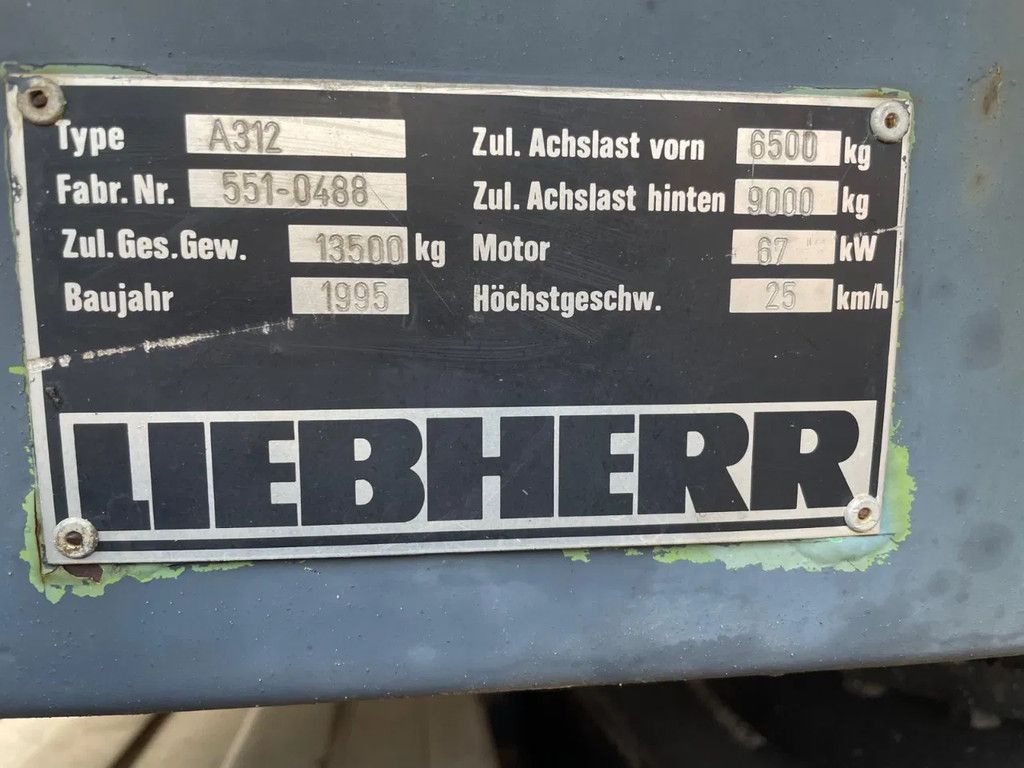 Type A312 Zul. Achslast vorn 6500 kg
Fabr. Nr. 551-0488 Zul. Achslast hinten 9000 kg
Zul. Ges. Gew. 13500 kg Motor 67 kW
Baujahr 1995 Höchstgeschw. 25 km/h
LIEBHERR